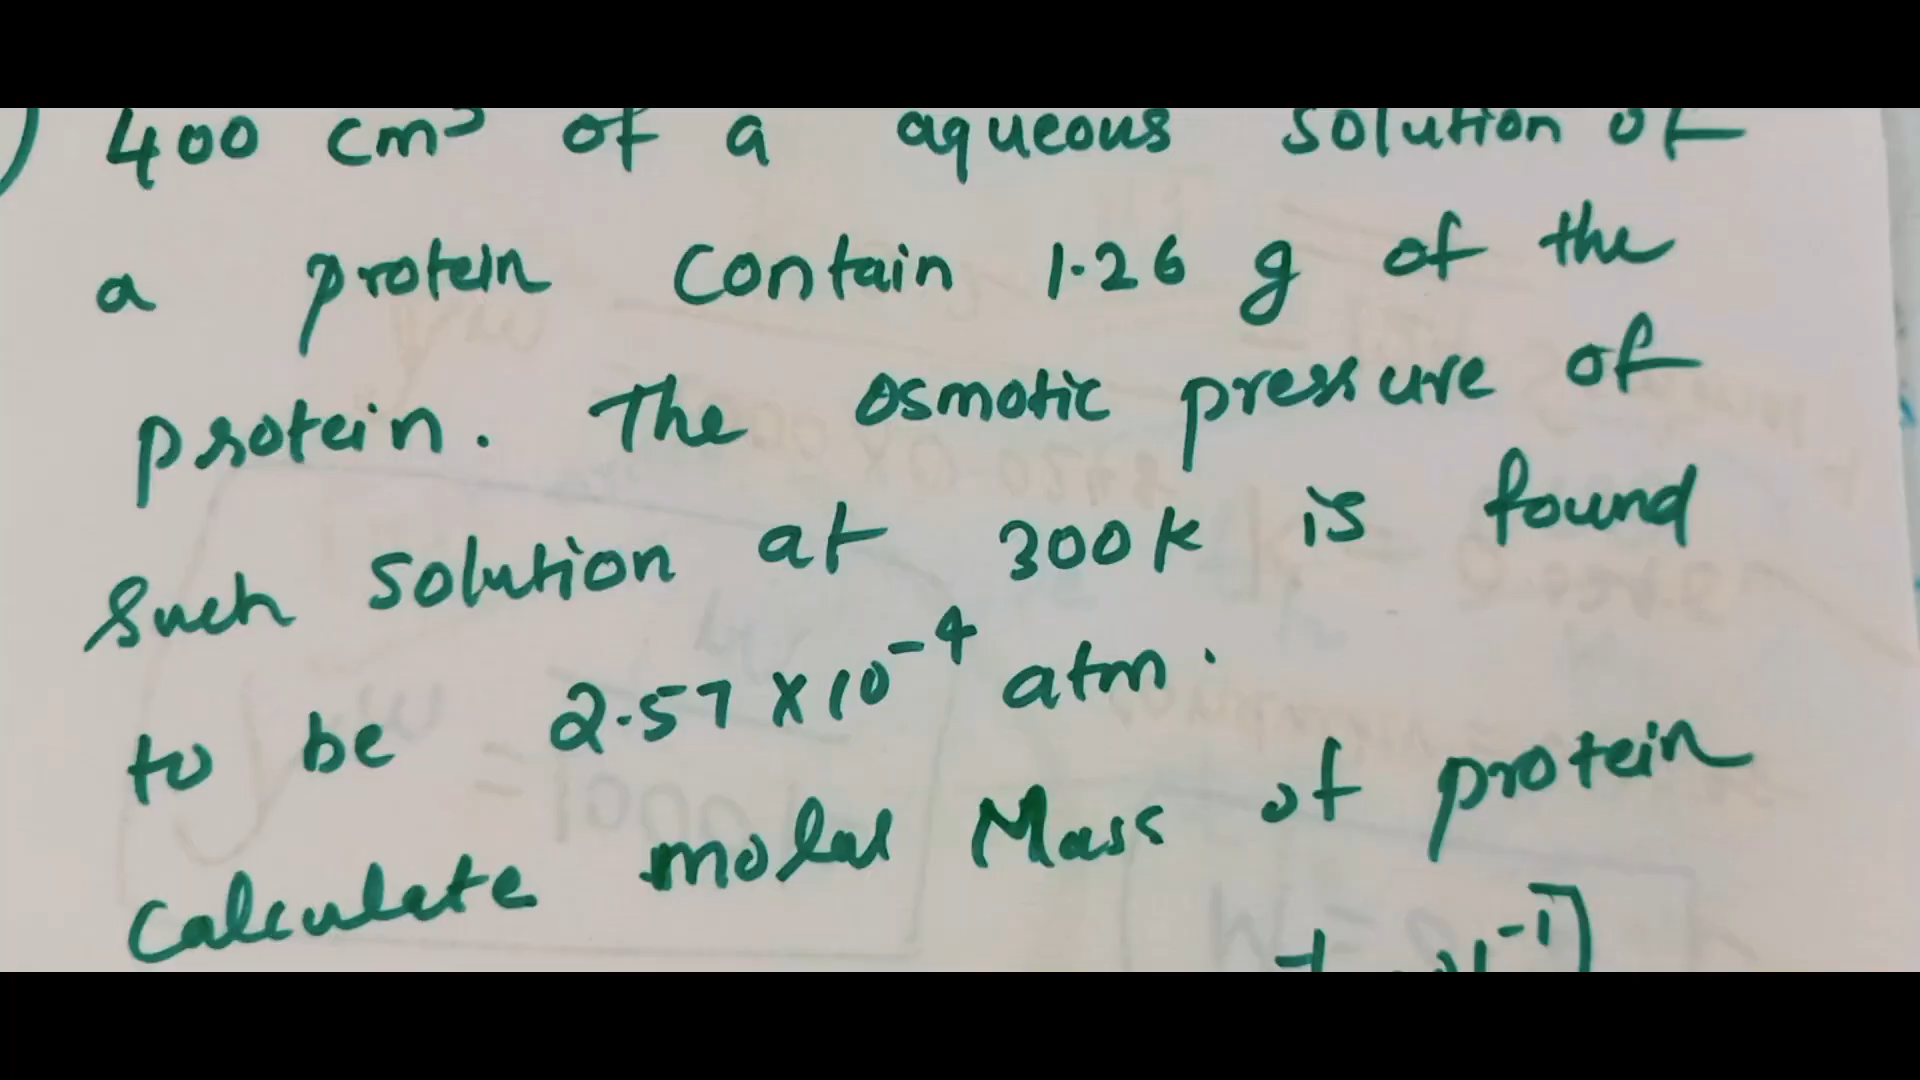 400 cm³ of a aqueous solution of
a protein contain 1.26 g of the
protein. The osmotic pressure of
such solution at 300k is found
to be 2.57 x 10⁻⁴ atm.
Calculate molar Mass of protein